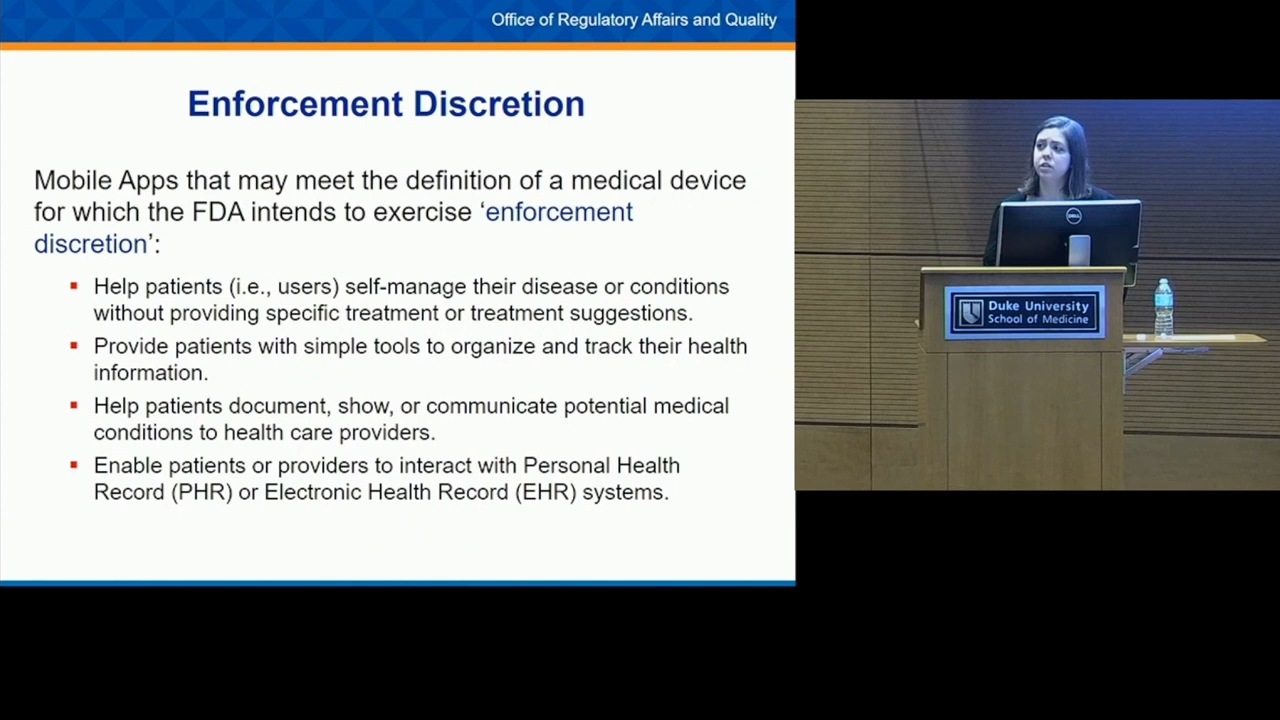 Office of Regulatory Affairs and Quality
Enforcement Discretion
Mobile Apps that may meet the definition of a medical device
for which the FDA intends to exercise ‘enforcement
discretion’:
▪ Help patients (i.e., users) self-manage their disease or conditions
without providing specific treatment or treatment suggestions.
▪ Provide patients with simple tools to organize and track their health
information.
▪ Help patients document, show, or communicate potential medical
conditions to health care providers.
▪ Enable patients or providers to interact with Personal Health
Record (PHR) or Electronic Health Record (EHR) systems.
DELL
Duke University
School of Medicine